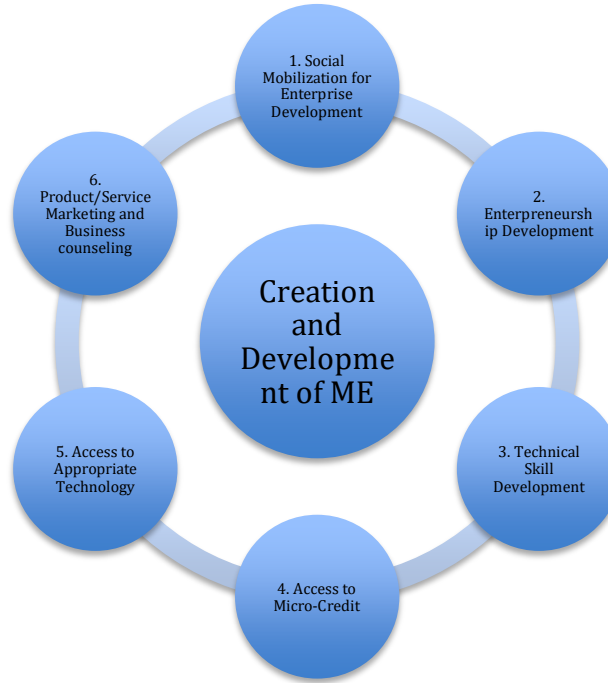 1. Social
Mobilization for
Enterprise
Development
2.
Enterpreneursh
ip Development
3. Technical
Skill
Development
4. Access to
Micro-Credit
5. Access to
Appropriate
Technology
6.
Product/Service
Marketing and
Business
counseling
Creation
and
Developme
nt of ME